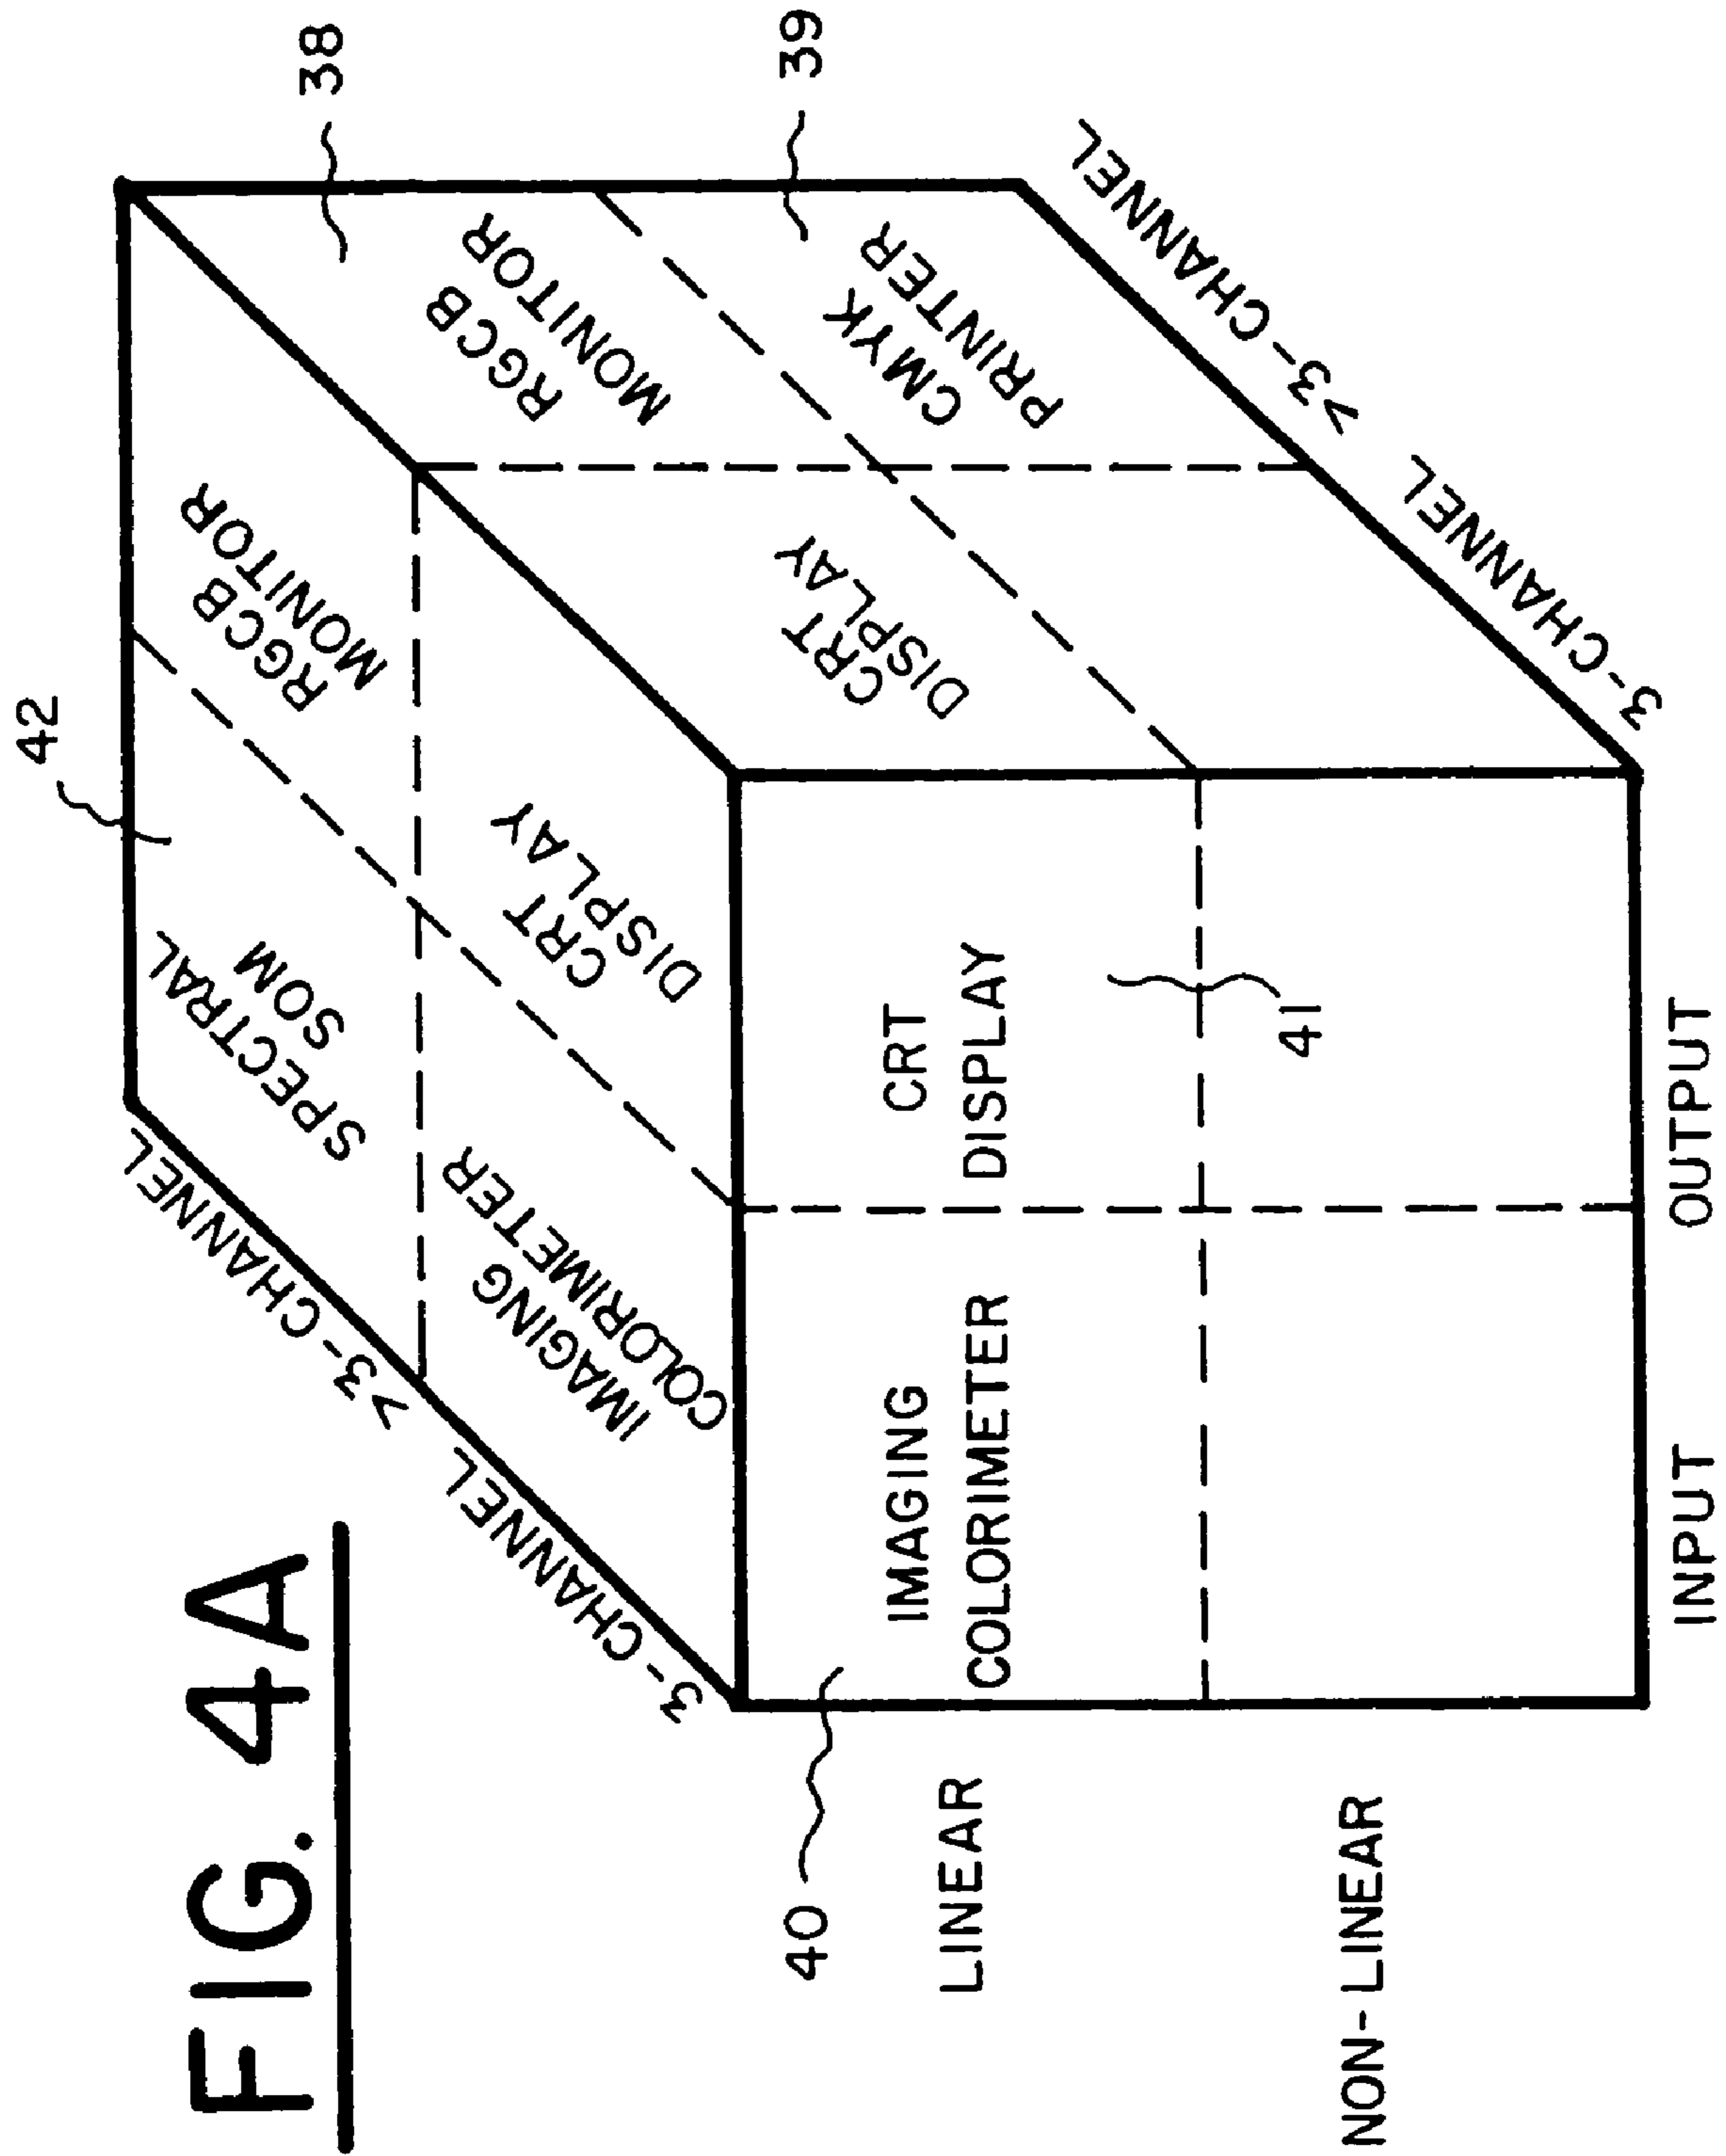 FIG. 4A
42
38
39
40
41
>3-CHANNEL
3-CHANNEL
SPECTRAL
SOM
RGCB
MONITOR
IMAGING
COLORIMETER
CRT
DISPLAY
RGCB
MONITOR
CMYK
PRINTER
CRT
DISPLAY
LINEAR
IMAGING
COLORIMETER
CRT
DISPLAY
NON-LINEAR
INPUT
OUTPUT
3-CHANNEL
>3-CHANNEL